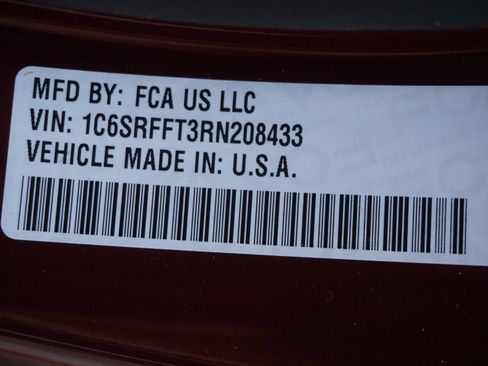 MFD BY: FCA US LLC
VIN: 1C6SRFFT3RN208433
VEHICLE MADE IN: U.S.A.